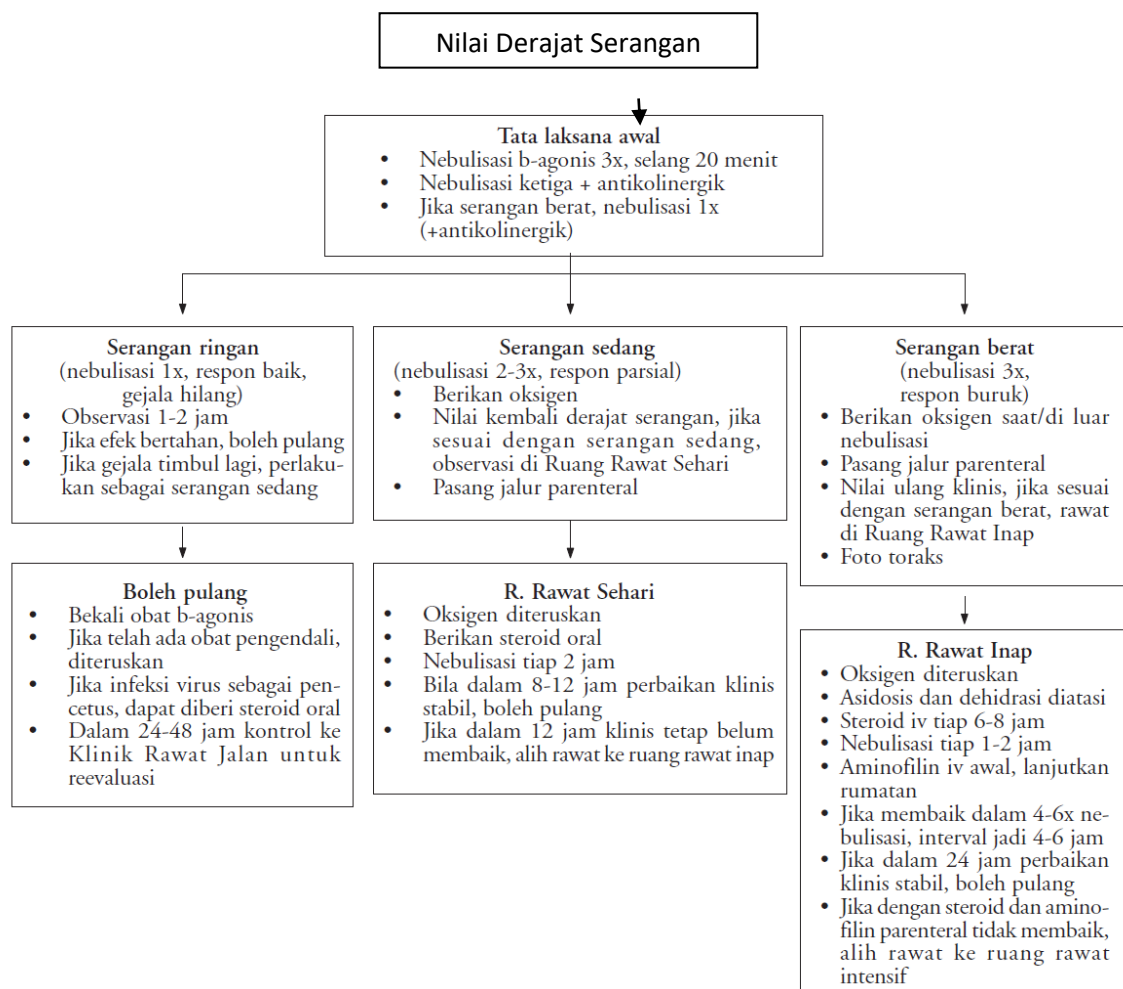 Nilai Derajat Serangan
Tata laksana awal
• Nebulisasi b-agonis 3x, selang 20 menit
• Nebulisasi ketiga + antikolinergik
• Jika serangan berat, nebulisasi 1x
(+antikolinergik)
Serangan ringan
(nebulisasi 1x, respon baik,
gejala hilang)
• Observasi 1-2 jam
• Jika efek bertahan, boleh pulang
• Jika gejala timbul lagi, perlaku-
kan sebagai serangan sedang
Serangan sedang
(nebulisasi 2-3x, respon parsial)
• Berikan oksigen
• Nilai kembali derajat serangan, jika
sesuai dengan serangan sedang,
observasi di Ruang Rawat Sehari
• Pasang jalur parenteral
Serangan berat
(nebulisasi 3x,
respon buruk)
• Berikan oksigen saat/di luar
nebulisasi
• Pasang jalur parenteral
• Nilai ulang klinis, jika sesuai
dengan serangan berat, rawat
di Ruang Rawat Inap
• Foto toraks
Boleh pulang
• Bekali obat b-agonis
• Jika telah ada obat pengendali,
diteruskan
• Jika infeksi virus sebagai pen-
cetus, dapat diberi steroid oral
• Dalam 24-48 jam kontrol ke
Klinik Rawat Jalan untuk
reevaluasi
R. Rawat Sehari
• Oksigen diteruskan
• Berikan steroid oral
• Nebulisasi tiap 2 jam
• Bila dalam 8-12 jam perbaikan klinis
stabil, boleh pulang
• Jika dalam 12 jam klinis tetap belum
membaik, alih rawat ke ruang rawat inap
R. Rawat Inap
• Oksigen diteruskan
• Asidosis dan dehidrasi diatasi
• Steroid iv tiap 6-8 jam
• Nebulisasi tiap 1-2 jam
• Aminofilin iv awal, lanjutkan
rumatan
• Jika membaik dalam 4-6x ne-
bulisasi, interval jadi 4-6 jam
• Jika dalam 24 jam perbaikan
klinis stabil, boleh pulang
• Jika dengan steroid dan amino-
filin parenteral tidak membaik,
alih rawat ke ruang rawat
intensif